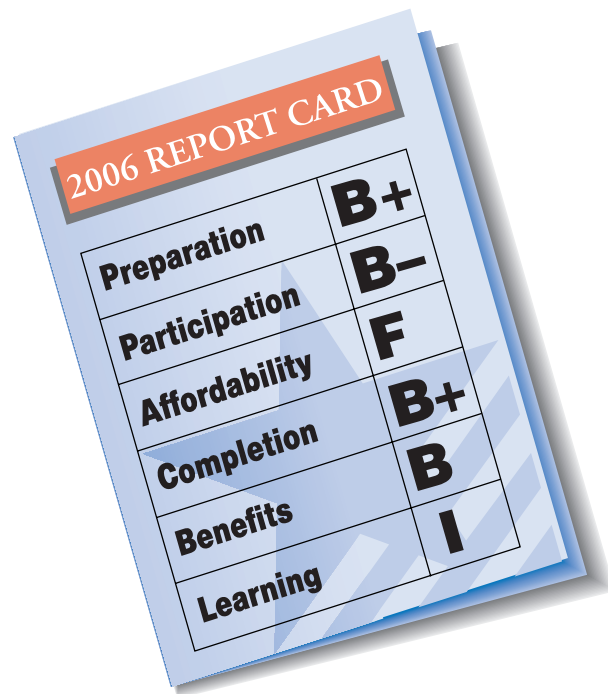 2006 REPORT CARD
Preparation B+
Participation B–
Affordability F
Completion B+
Benefits B
Learning I